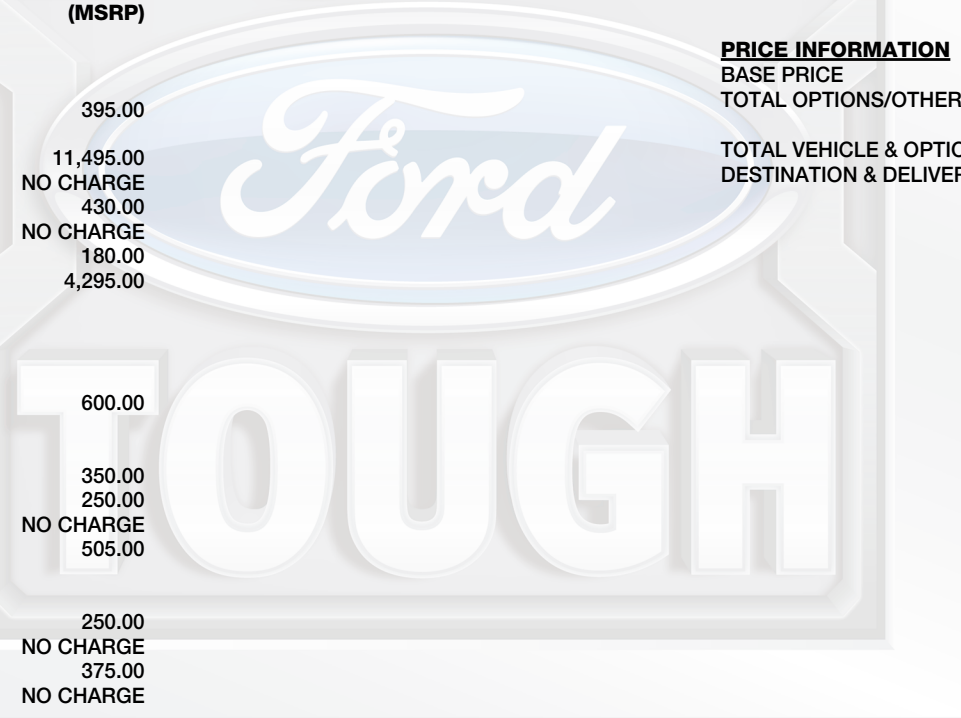 (MSRP)
395.00
11,495.00
NO CHARGE
430.00
NO CHARGE
180.00
4,295.00
600.00
350.00
250.00
NO CHARGE
505.00
250.00
NO CHARGE
375.00
NO CHARGE
PRICE INFORMATION
BASE PRICE
TOTAL OPTIONS/OTHER
TOTAL VEHICLE & OPTIO
DESTINATION & DELIVER
Ford
TOUGH